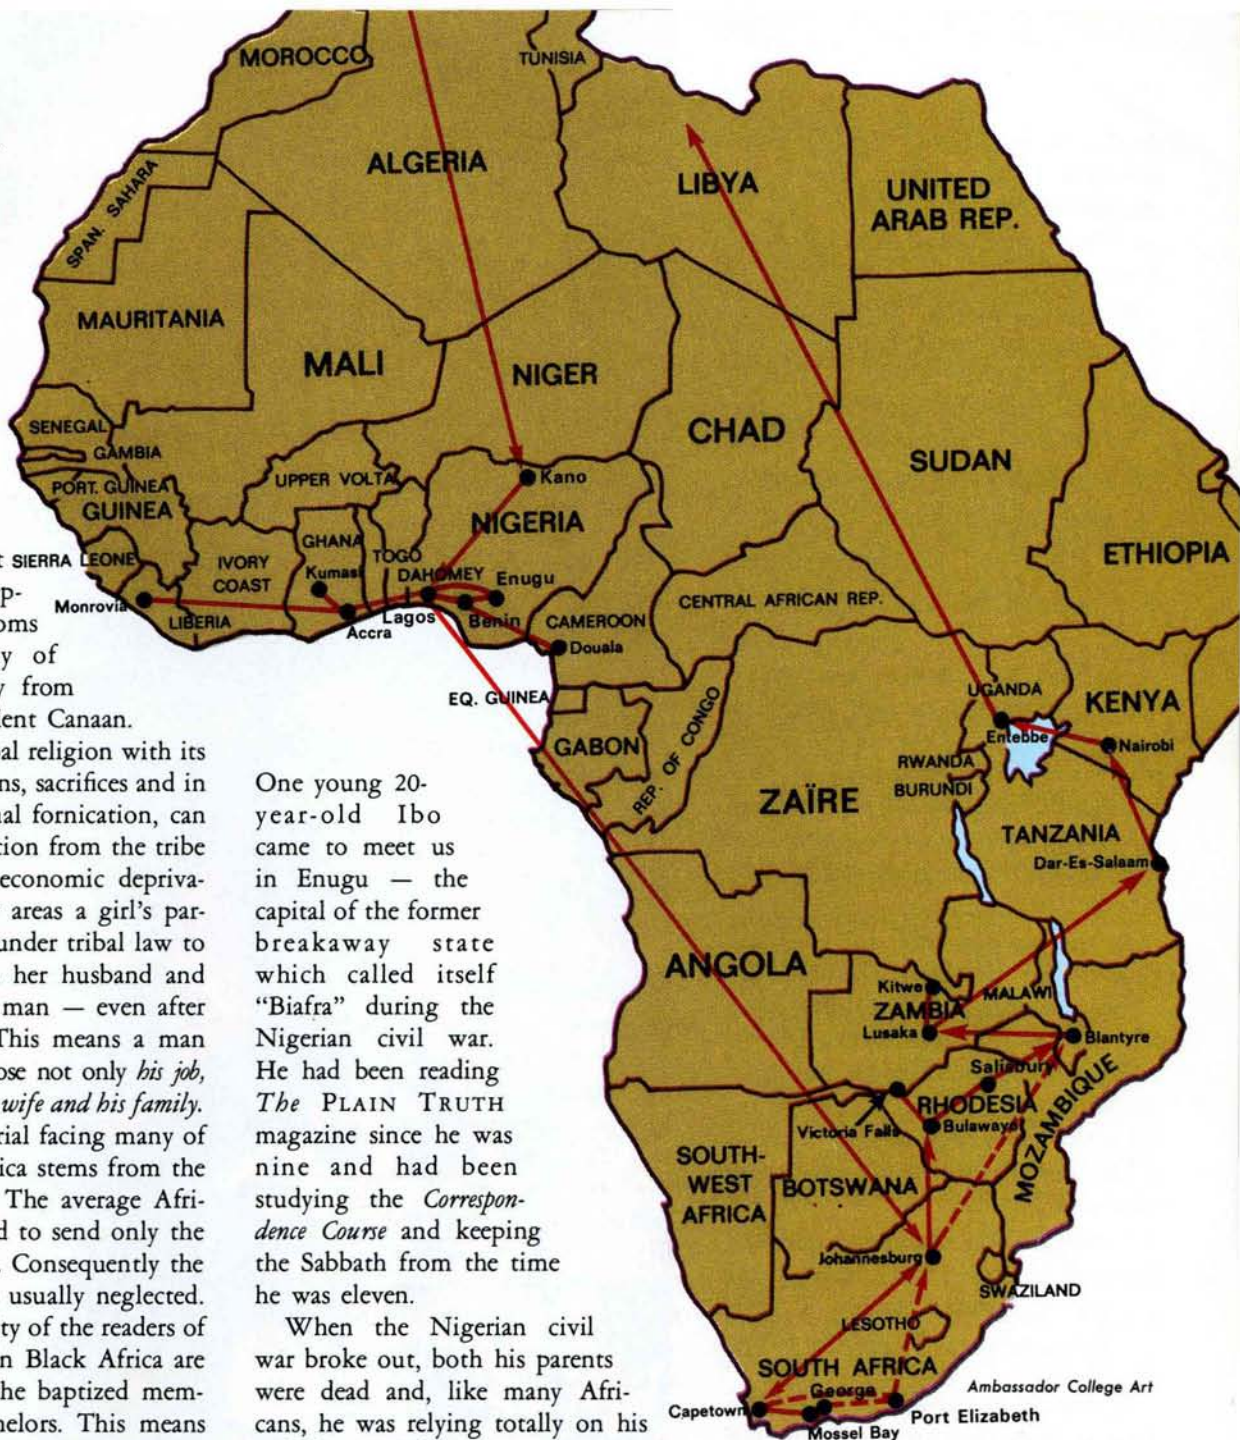 MOROCCO
TUNISIA
ALGERIA
LIBYA
UNITED
ARAB REP.
SPAN. SAHARA
MAURITANIA
MALI
NIGER
CHAD
SUDAN
SENEGAL
GAMBIA
PORT. GUINEA
GUINEA
UPPER VOLTA
Kano
NIGERIA
ETHIOPIA
SIERRA LEONE
IVORY
COAST
GHANA
TOGO
DAHOMEY
Kumasi
Enugu
Monrovia
LIBERIA
Accra
Lagos
Benin
CAMEROON
Douala
CENTRAL AFRICAN REP.
EQ. GUINEA
GABON
REP. OF CONGO
UGANDA
KENYA
Entebbe
Nairobi
RWANDA
BURUNDI
ZAÏRE
TANZANIA
Dar-Es-Salaam
ANGOLA
Kitwe
ZAMBIA
MALAWI
Lusaka
Blantyre
Salisbury
RHODESIA
Victoria Falls
Bulawayo
MOZAMBIQUE
SOUTH-
WEST
AFRICA
BOTSWANA
Johannesburg
SWAZILAND
LESOTHO
SOUTH AFRICA
George
Capetown
Mossel Bay
Port Elizabeth
Ambassador College Art
p-
oms
y of
from
ent Canaan.
al religion with its
ns, sacrifices and in
ual fornication, can
tion from the tribe
economic depriva-
areas a girl's par-
under tribal law to
her husband and
man — even after
This means a man
ose not only his job,
wife and his family.
rial facing many of
ica stems from the
The average Afri-
d to send only the
Consequently the
usually neglected.
ty of the readers of
n Black Africa are
he baptized mem-
helors. This means
One young 20-
year-old Ibo
came to meet us
in Enugu — the
capital of the former
breakaway state
which called itself
“Biafra” during the
Nigerian civil war.
He had been reading
The PLAIN TRUTH
magazine since he was
nine and had been
studying the Correspon-
dence Course and keeping
the Sabbath from the time
he was eleven.
When the Nigerian civil
war broke out, both his parents
were dead and, like many Afri-
cans, he was relying totally on his